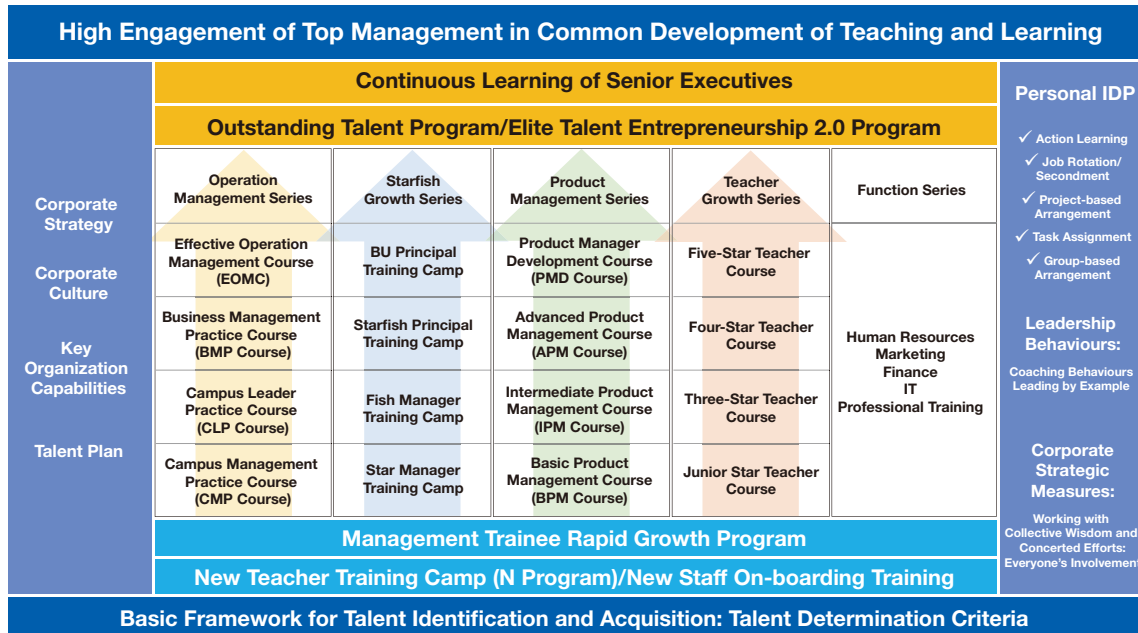 High Engagement of Top Management in Common Development of Teaching and Learning
Corporate
Strategy
Corporate
Culture
Key
Organization
Capabilities
Talent Plan
Continuous Learning of Senior Executives
Outstanding Talent Program/Elite Talent Entrepreneurship 2.0 Program
Operation
Management Series
Starfish
Growth Series
Product
Management Series
Teacher
Growth Series
Function Series
Effective Operation
Management Course
(EOMC)
BU Principal
Training Camp
Product Manager
Development Course
(PMD Course)
Five-Star Teacher
Course
Business Management
Practice Course
(BMP Course)
Starfish Principal
Training Camp
Advanced Product
Management Course
(APM Course)
Four-Star Teacher
Course
Campus Leader
Practice Course
(CLP Course)
Fish Manager
Training Camp
Intermediate Product
Management Course
(IPM Course)
Three-Star Teacher
Course
Campus Management
Practice Course
(CMP Course)
Star Manager
Training Camp
Basic Product
Management Course
(BPM Course)
Junior Star Teacher
Course
Human Resources
Marketing
Finance
IT
Professional Training
Management Trainee Rapid Growth Program
New Teacher Training Camp (N Program)/New Staff On-boarding Training
Personal IDP
✓ Action Learning
✓ Job Rotation/
Secondment
✓ Project-based
Arrangement
✓ Task Assignment
✓ Group-based
Arrangement
Leadership
Behaviours:
Coaching Behaviours
Leading by Example
Corporate
Strategic
Measures:
Working with
Collective Wisdom and
Concerted Efforts:
Everyone's Involvement
Basic Framework for Talent Identification and Acquisition: Talent Determination Criteria